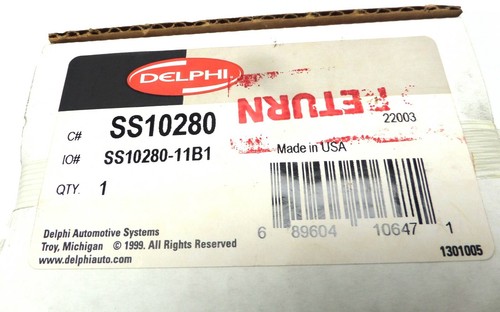 DELPHI
RETURN
22003
C# SS10280
IO# SS10280-11B1
Made in USA
QTY. 1
Delphi Automotive Systems
Troy, Michigan © 1999. All Rights Reserved
www.delphiauto.com
6 89604 10647 1
1301005